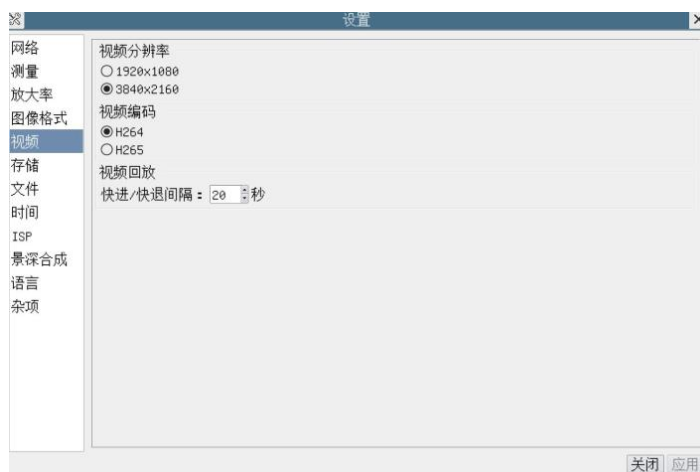 设置
网络
测量
放大率
图像格式
视频
存储
文件
时间
ISP
景深合成
语言
杂项
视频分辨率
1920x1080
3840x2160
视频编码
H264
H265
视频回放
快进/快退间隔: 20 秒
关闭 应用